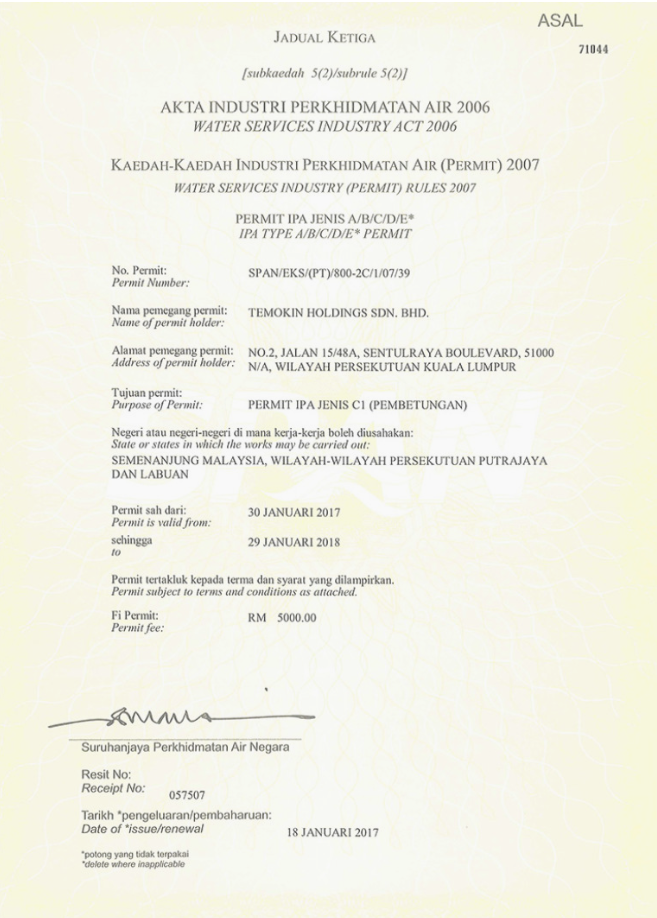 ASAL
JADUAL KETIGA
71044
[subkaedah 5(2)/subrule 5(2)]
AKTA INDUSTRI PERKHIDMATAN AIR 2006
WATER SERVICES INDUSTRY ACT 2006
KAEDAH-KAEDAH INDUSTRI PERKHIDMATAN AIR (PERMIT) 2007
WATER SERVICES INDUSTRY (PERMIT) RULES 2007
PERMIT IPA JENIS A/B/C/D/E*
IPA TYPE A/B/C/D/E* PERMIT
No. Permit: SPAN/EKS/(PT)/800-2C/1/07/39
Permit Number:
Nama pemegang permit: TEMOKIN HOLDINGS SDN. BHD.
Name of permit holder:
Alamat pemegang permit: NO.2, JALAN 15/48A, SENTULRAYA BOULEVARD, 51000
Address of permit holder: N/A, WILAYAH PERSEKUTUAN KUALA LUMPUR
Tujuan permit:
Purpose of Permit: PERMIT IPA JENIS C1 (PEMBETUNGAN)
Negeri atau negeri-negeri di mana kerja-kerja boleh diusahakan:
State or states in which the works may be carried out:
SEMENANJUNG MALAYSIA, WILAYAH-WILAYAH PERSEKUTUAN PUTRAJAYA
DAN LABUAN
Permit sah dari: 30 JANUARI 2017
Permit is valid from:
sehingga 29 JANUARI 2018
to
Permit tertakluk kepada terma dan syarat yang dilampirkan.
Permit subject to terms and conditions as attached.
Fi Permit: RM 5000.00
Permit fee:
Suruhanjaya Perkhidmatan Air Negara
Resit No:
Receipt No: 057507
Tarikh *pengeluaran/pembaharuan:
Date of *issue/renewal 18 JANUARI 2017
*potong yang tidak terpakai
*delete where inapplicable